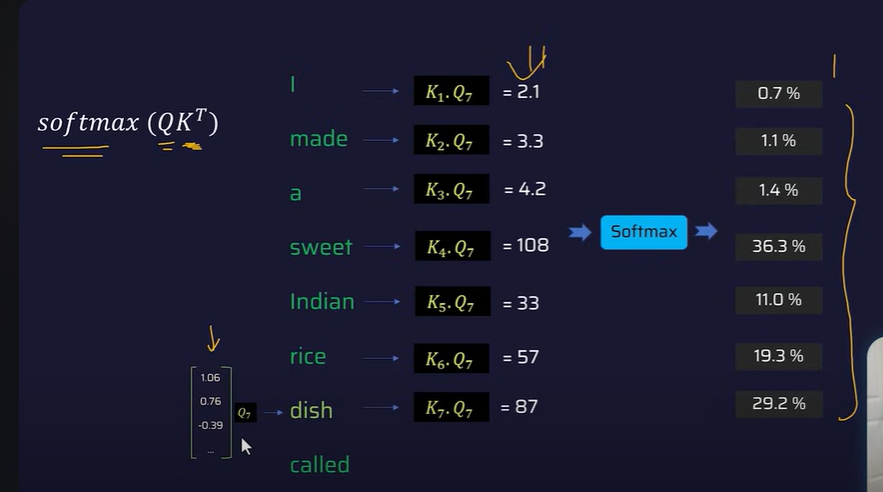 softmax (QKᵀ)
I K₁.Q₇ = 2.1 0.7 %
made K₂.Q₇ = 3.3 1.1 %
a K₃.Q₇ = 4.2 1.4 %
sweet K₄.Q₇ = 108 Softmax 36.3 %
Indian K₅.Q₇ = 33 11.0 %
rice K₆.Q₇ = 57 19.3 %
1.06
0.76
-0.39
...
Q₇ dish K₇.Q₇ = 87 29.2 %
called